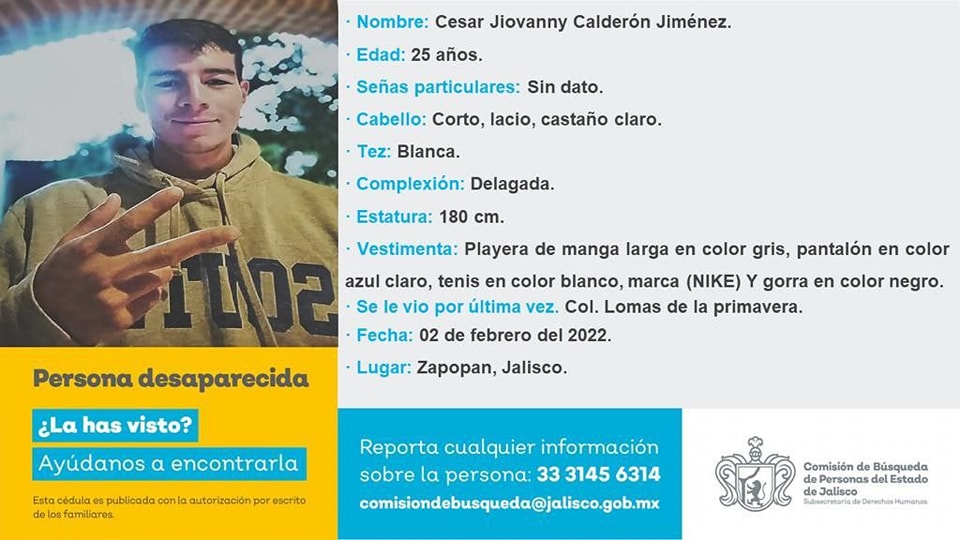 · Nombre: Cesar Jiovanny Calderón Jiménez.
· Edad: 25 años.
· Señas particulares: Sin dato.
· Cabello: Corto, lacio, castaño claro.
· Tez: Blanca.
· Complexión: Delagada.
· Estatura: 180 cm.
· Vestimenta: Playera de manga larga en color gris, pantalón en color
azul claro, tenis en color blanco, marca (NIKE) Y gorra en color negro.
· Se le vio por última vez. Col. Lomas de la primavera.
· Fecha: 02 de febrero del 2022.
· Lugar: Zapopan, Jalisco.
Persona desaparecida
¿La has visto?
Ayúdanos a encontrarla
Esta cédula es publicada con la autorización por escrito
de los familiares.
Reporta cualquier información
sobre la persona: 33 3145 6314
comisiondebusqueda@jalisco.gob.mx
Comisión de Búsqueda
de Personas del Estado
de Jalisco
Subsecretaría de Derechos Humanos